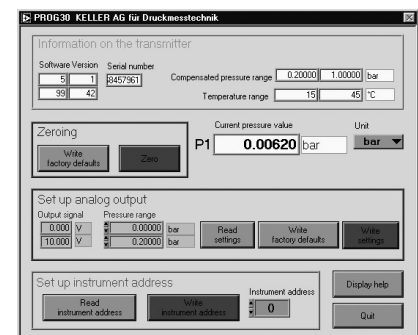 PROG30 KELLER AG für Druckmesstechnik
Information on the transmitter
Software Version Serial number
5 1 8457961
99 42
Compensated pressure range 0.20000 1.00000 bar
Temperature range 15 45 °C
Zeroing
Write
factory defaults
Zero
Current pressure value Unit
P1 0.00620 bar bar
Set up analog output
Output signal Pressure range
0.000 V 0.00000 bar
10.000 V 0.20000 bar
Read
settings
Write
factory defaults
Write
settings
Set up instrument address
Read
instrument address
Write
instrument address
Instrument address
0
Display help
Quit